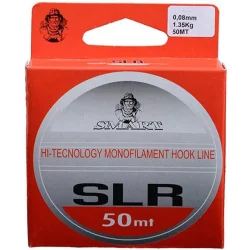 0,08mm
1.35Kg
50MT
SMART
HI-TECNOLOGY MONOFILAMENT HOOK LINE
SLR
50mt